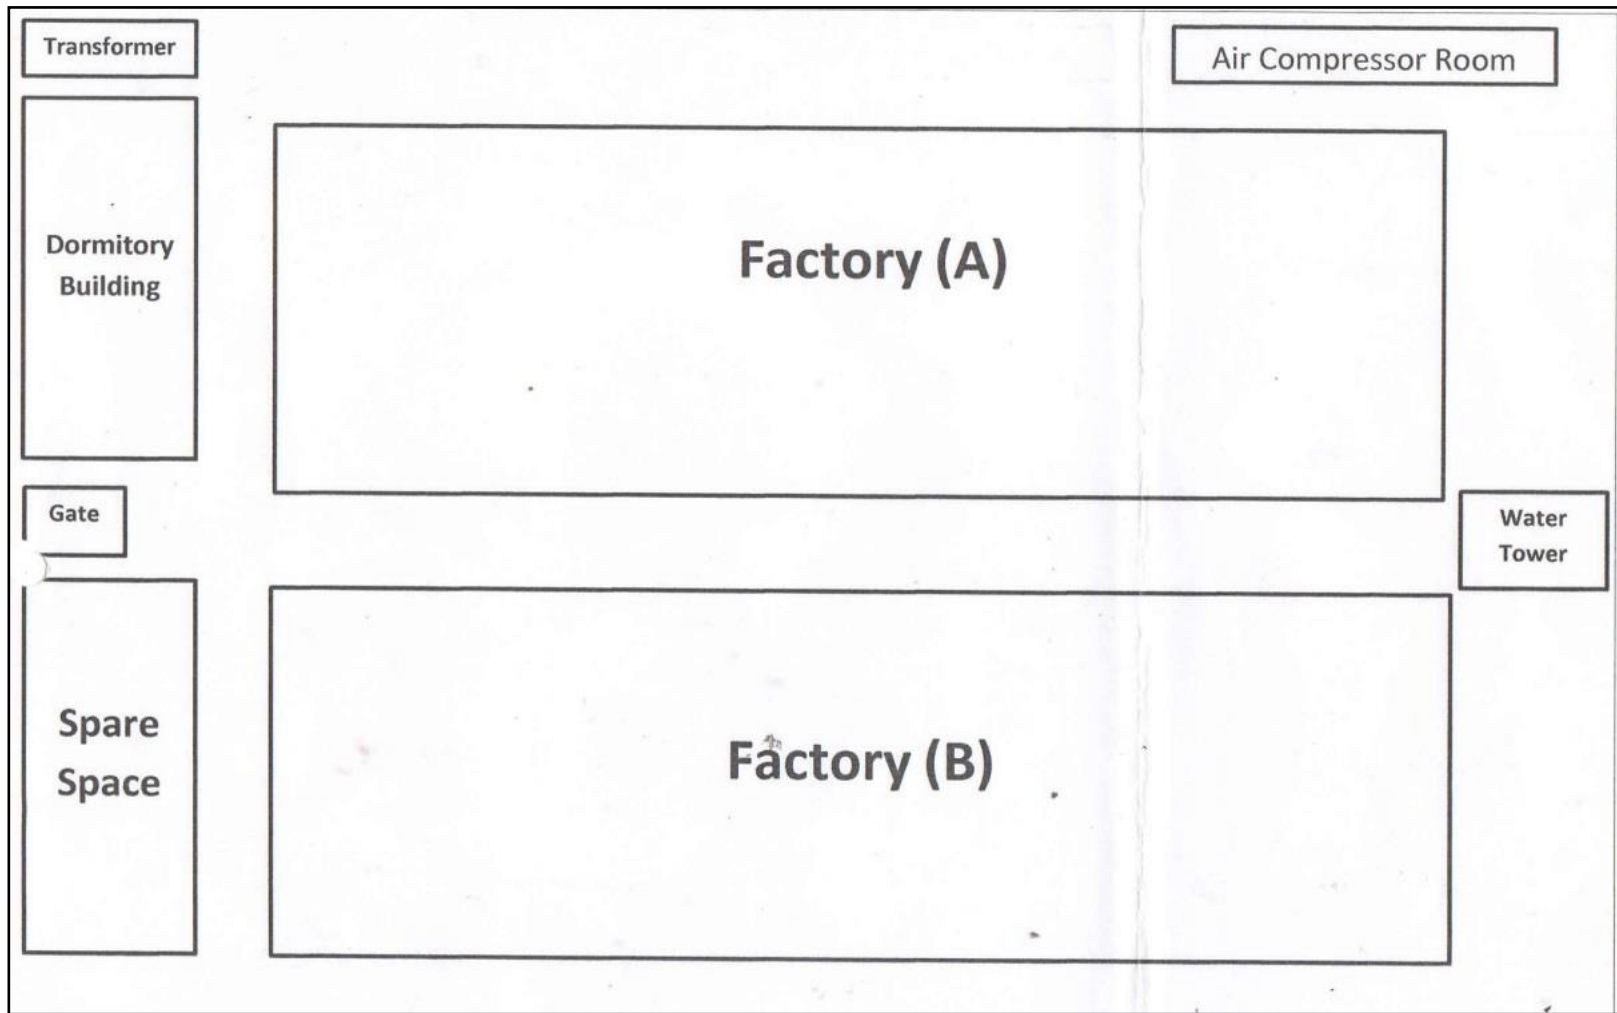 Transformer
Air Compressor Room
Dormitory
Building
Factory (A)
Gate
Water
Tower
Spare
Space
Factory (B)